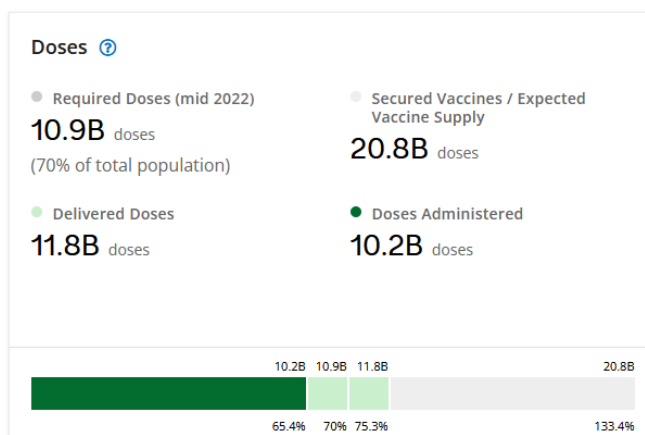 Doses ?
Required Doses (mid 2022)
10.9B doses
(70% of total population)
Secured Vaccines / Expected
Vaccine Supply
20.8B doses
Delivered Doses
11.8B doses
Doses Administered
10.2B doses
10.2B 10.9B 11.8B 20.8B
65.4% 70% 75.3% 133.4%